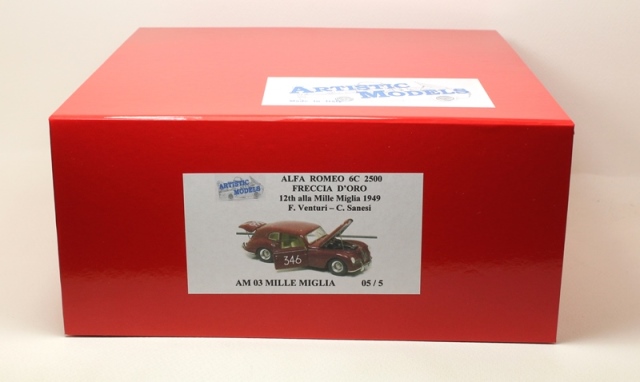 ARTISTIC
MODELS
ARTISTIC
MODELS
ALFA ROMEO 6C 2500
FRECCIA D'ORO
12th alla Mille Miglia 1949
F. Venturi – C. Sanesi
346
AM 03 MILLE MIGLIA 05 / 5